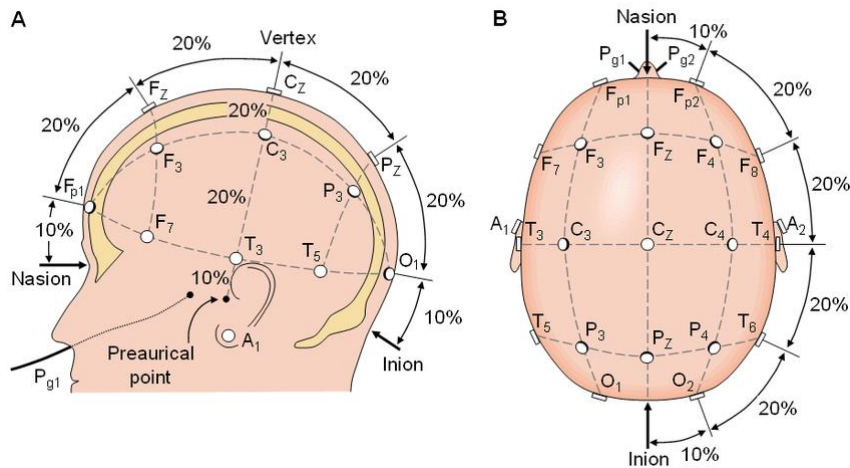 A
20%
Vertex
20%
FZ
CZ
20%
20%
Fp1
F3
C3
PZ
20%
P3
20%
10%
F7
T3
T5
O1
Nasion
10%
10%
Preaurical
point
A1
Inion
Pg1
B
Nasion
10%
Pg1
Pg2
Fp1
Fp2
20%
F7
F3
FZ
F4
F8
20%
A1
T3
C3
CZ
C4
T4
A2
20%
T5
P3
PZ
P4
T6
O1
O2
20%
Inion
10%